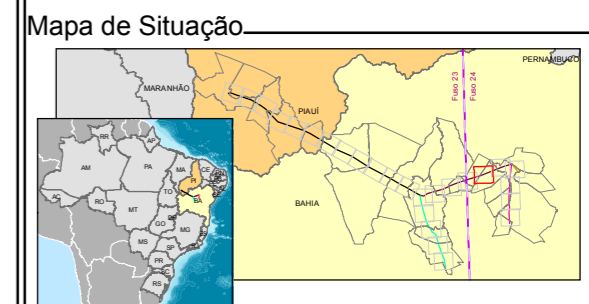 Mapa de Situação
PERNAMBUCO
MARANHÃO
PIAUÍ
Fuso 23
Fuso 24
BAHIA
RR
AP
AM
PA
MA
CE
PI
AC
TO
RO
BA
MT
GO
MG
MS
SP
PR
SC
RS